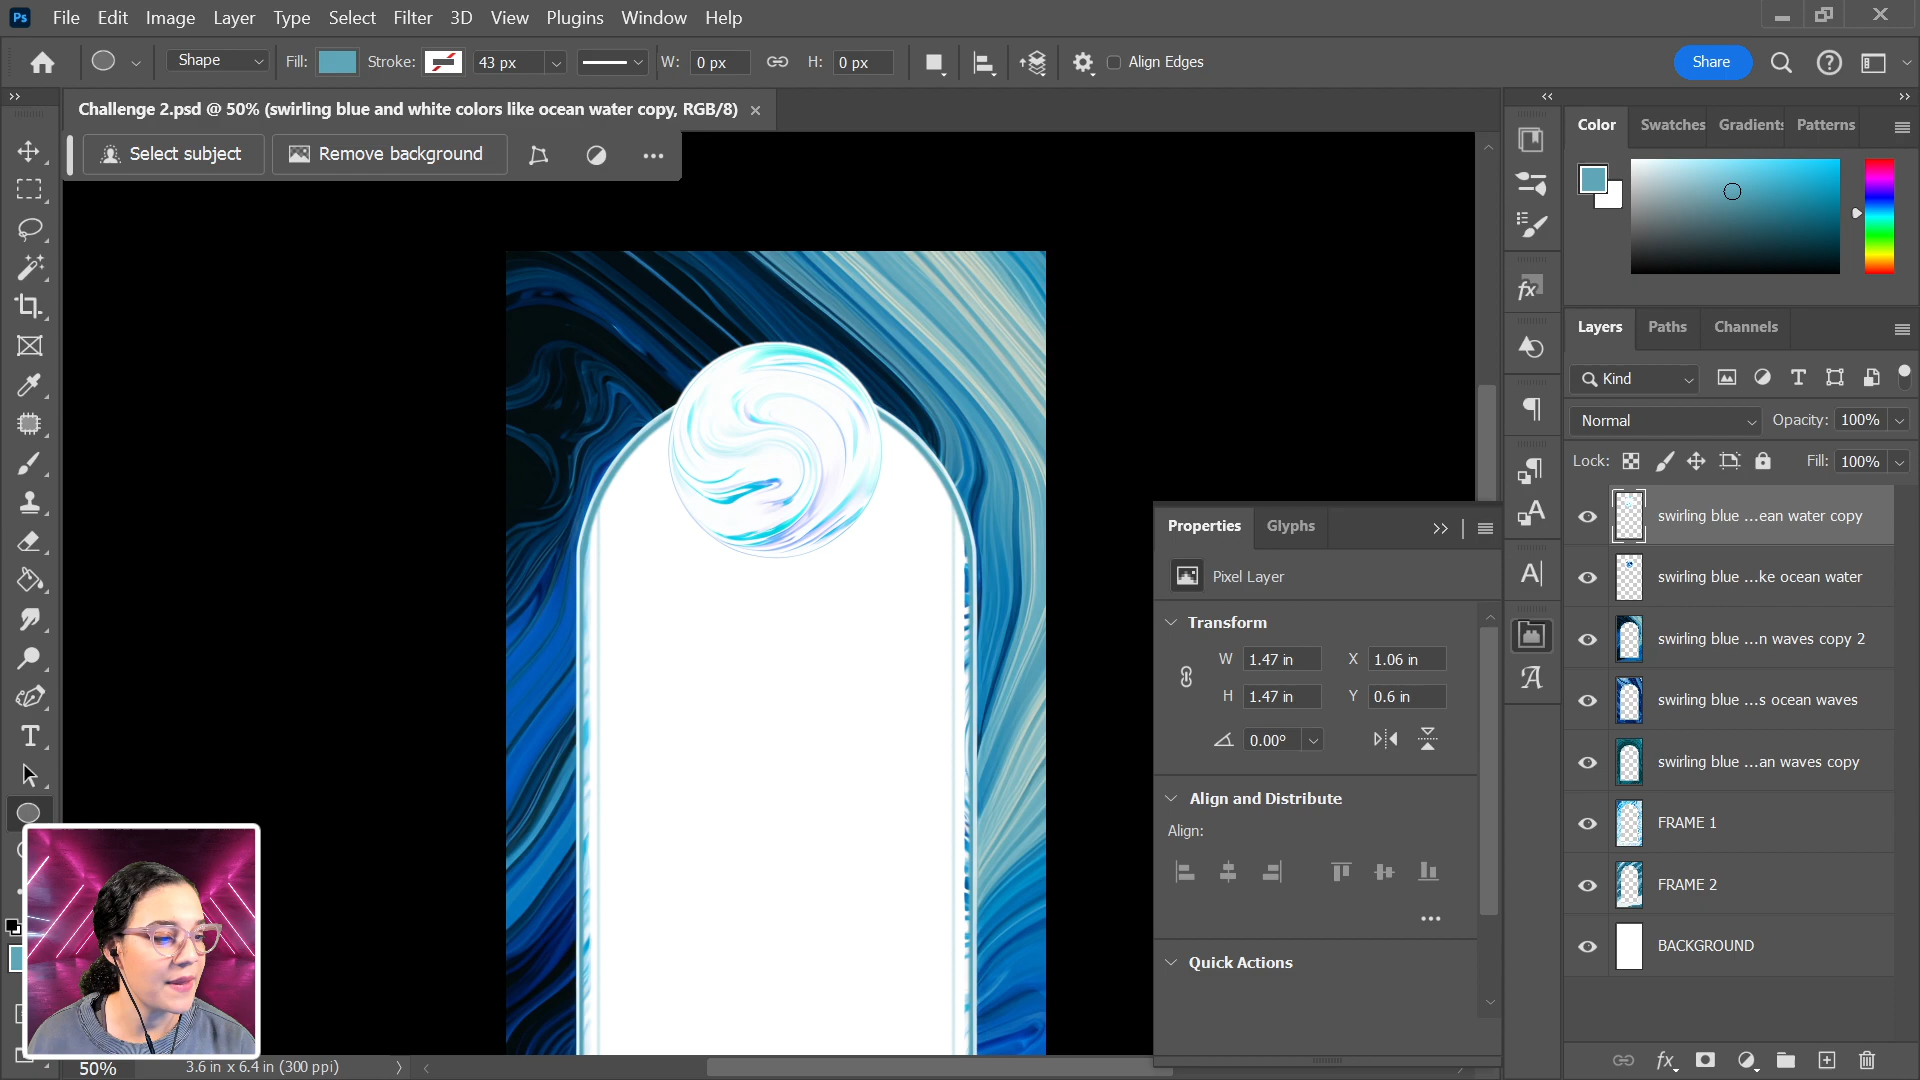 Ps File Edit Image Layer Type Select Filter 3D View Plugins Window Help
Shape Fill: Stroke: 43 px W: 0 px H: 0 px Align Edges Share
Challenge 2.psd @ 50% (swirling blue and white colors like ocean water copy, RGB/8)
Select subject Remove background
Color Swatches Gradients Patterns
Layers Paths Channels
Kind
Normal Opacity: 100%
Lock: Fill: 100%
swirling blue ...ean water copy
swirling blue ...ke ocean water
swirling blue ...n waves copy 2
swirling blue ...s ocean waves
swirling blue ...an waves copy
FRAME 1
FRAME 2
BACKGROUND
Properties Glyphs
Pixel Layer
Transform
W 1.47 in X 1.06 in
H 1.47 in Y 0.6 in
0.00°
Align and Distribute
Align:
Quick Actions
50% 3.6 in x 6.4 in (300 ppi)